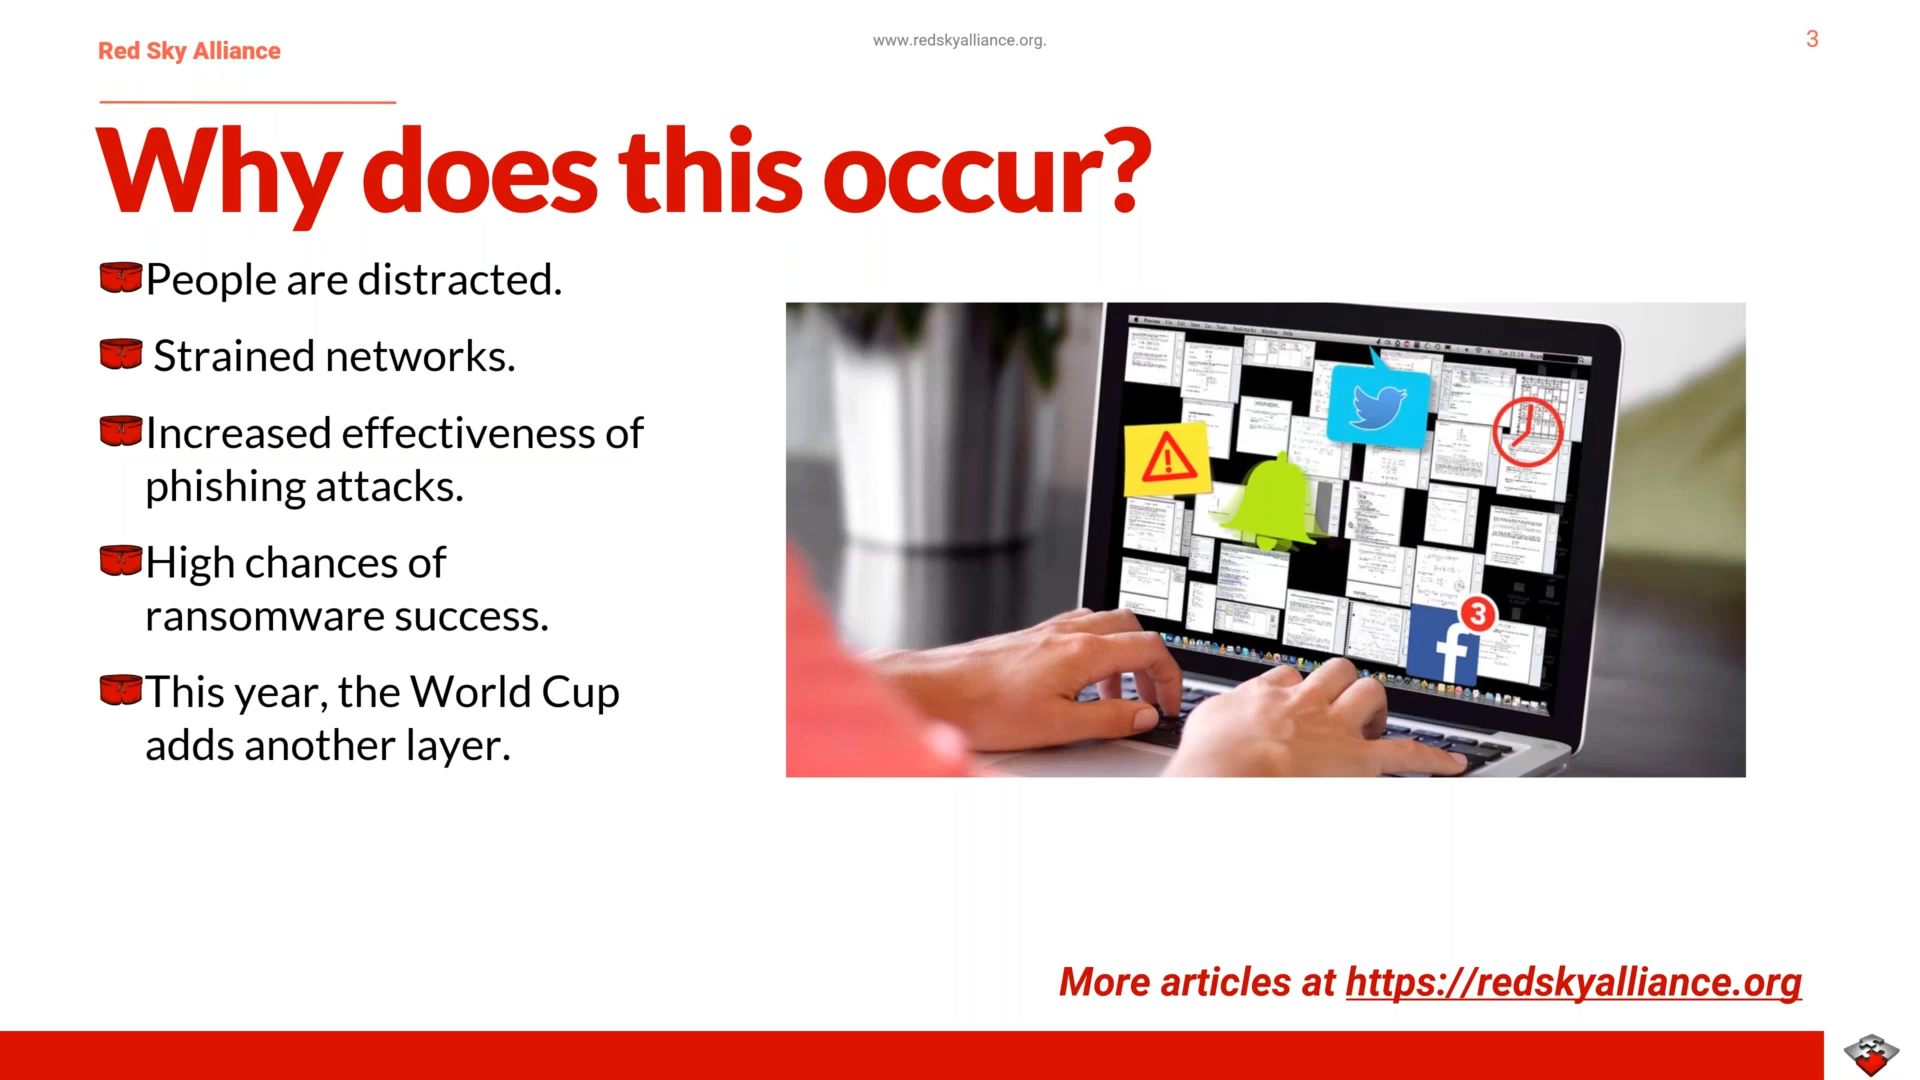 Red Sky Alliance
www.redskyalliance.org.
3
Why does this occur?
People are distracted.
Strained networks.
Increased effectiveness of
phishing attacks.
High chances of
ransomware success.
This year, the World Cup
adds another layer.
3
More articles at https://redskyalliance.org